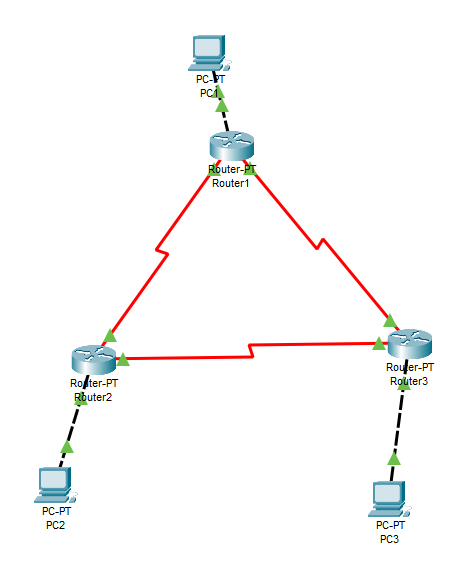 PC-PT
PC1
Router-PT
Router1
Router-PT
Router2
Router-PT
Router3
PC-PT
PC2
PC-PT
PC3